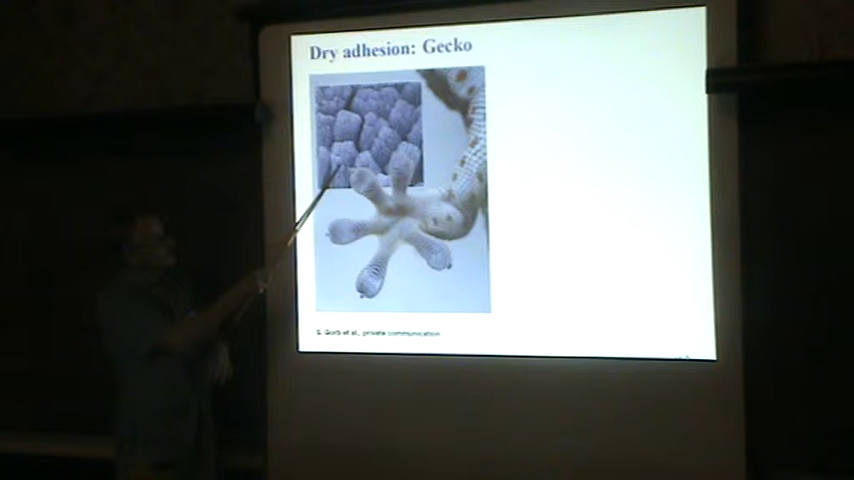 Dry adhesion: Gecko
S. Gorb et al., private communication